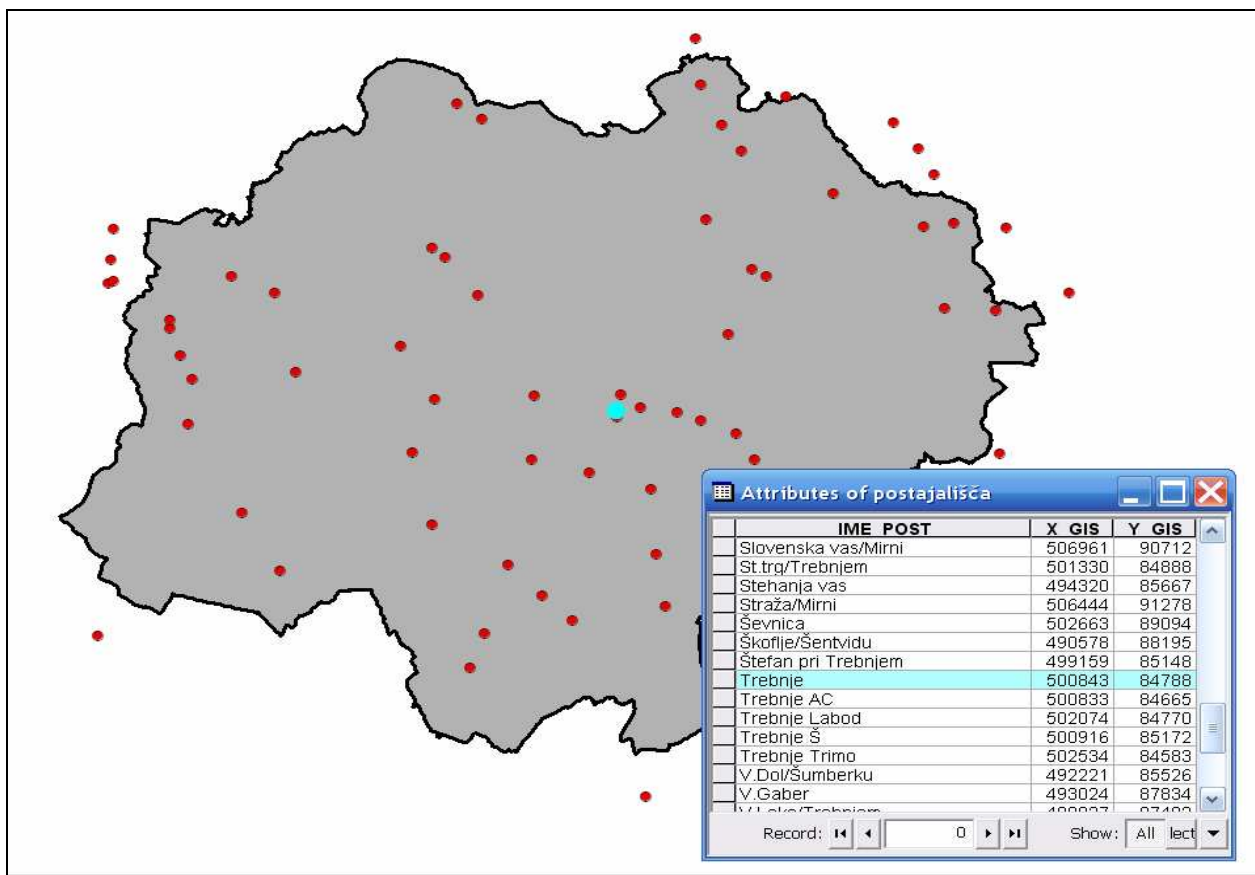 Attributes of postajališča
IME_POST X_GIS Y_GIS
Slovenska vas/Mirni 506961 90712
St.trg/Trebnjem 501330 84888
Stehanja vas 494320 85667
Straža/Mirni 506444 91278
Ševnica 502663 89094
Škoflje/Šentvidu 490578 88195
Štefan pri Trebnjem 499159 85148
Trebnje 500843 84788
Trebnje AC 500833 84665
Trebnje Labod 502074 84770
Trebnje Š 500916 85172
Trebnje Trimo 502534 84583
V.Dol/Šumberku 492221 85526
V.Gaber 493024 87834
Record: 0 Show: All lect